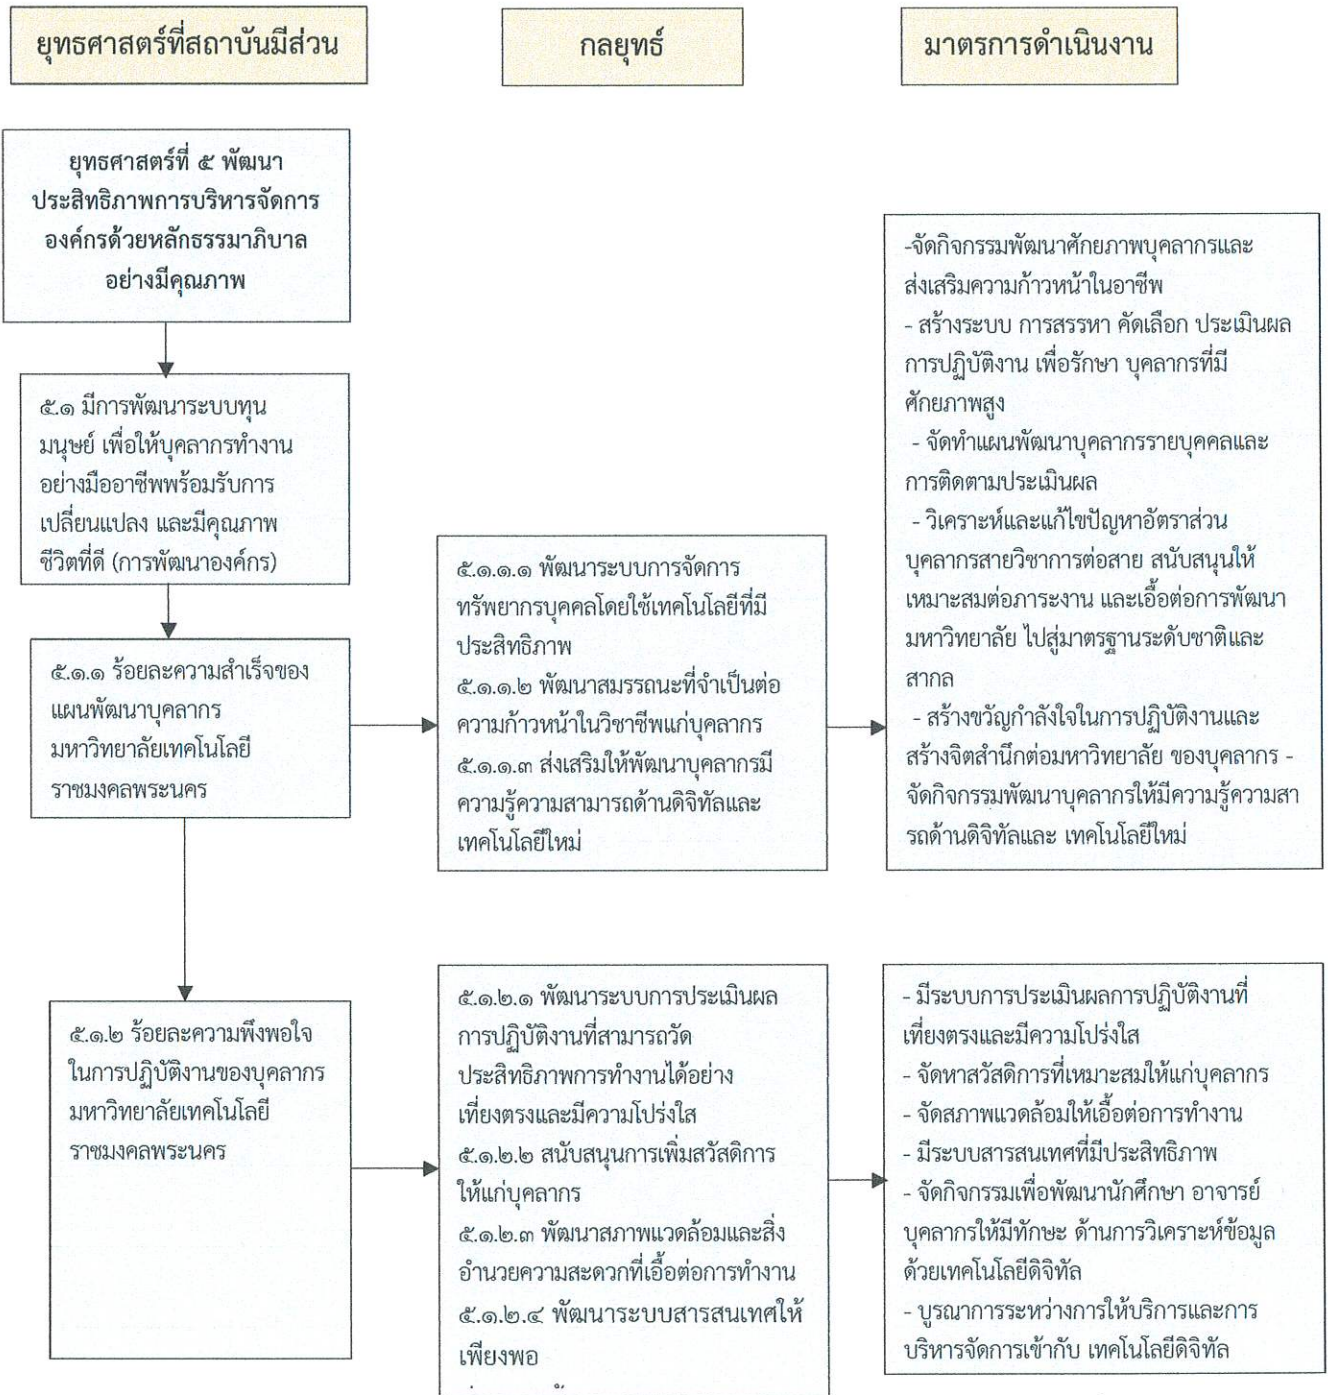 ยุทธศาสตร์ที่สถาบันมีส่วน
กลยุทธ์
มาตรการดำเนินงาน
ยุทธศาสตร์ที่ ๕ พัฒนา
ประสิทธิภาพการบริหารจัดการ
องค์กรด้วยหลักธรรมาภิบาล
อย่างมีคุณภาพ
๕.๑ มีการพัฒนาระบบทุน
มนุษย์ เพื่อให้บุคลากรทำงาน
อย่างมืออาชีพพร้อมรับการ
เปลี่ยนแปลง และมีคุณภาพ
ชีวิตที่ดี (การพัฒนาองค์กร)
๕.๑.๑ ร้อยละความสำเร็จของ
แผนพัฒนาบุคลากร
มหาวิทยาลัยเทคโนโลยี
ราชมงคลพระนคร
๕.๑.๑.๑ พัฒนาระบบการจัดการ
ทรัพยากรบุคคลโดยใช้เทคโนโลยีที่มี
ประสิทธิภาพ
๕.๑.๑.๒ พัฒนาสมรรถนะที่จำเป็นต่อ
ความก้าวหน้าในวิชาชีพแก่บุคลากร
๕.๑.๑.๓ ส่งเสริมให้พัฒนาบุคลากรมี
ความรู้ความสามารถด้านดิจิทัลและ
เทคโนโลยีใหม่
-จัดกิจกรรมพัฒนาศักยภาพบุคลากรและ
ส่งเสริมความก้าวหน้าในอาชีพ
- สร้างระบบ การสรรหา คัดเลือก ประเมินผล
การปฏิบัติงาน เพื่อรักษา บุคลากรที่มี
ศักยภาพสูง
- จัดทำแผนพัฒนาบุคลากรรายบุคคลและ
การติดตามประเมินผล
- วิเคราะห์และแก้ไขปัญหาอัตราส่วน
บุคลากรสายวิชาการต่อสาย สนับสนุนให้
เหมาะสมต่อภาระงาน และเอื้อต่อการพัฒนา
มหาวิทยาลัย ไปสู่มาตรฐานระดับชาติและ
สากล
- สร้างขวัญกำลังใจในการปฏิบัติงานและ
สร้างจิตสำนึกต่อมหาวิทยาลัย ของบุคลากร -
จัดกิจกรรมพัฒนาบุคลากรให้มีความรู้ความสา
รถด้านดิจิทัลและ เทคโนโลยีใหม่
๕.๑.๒ ร้อยละความพึงพอใจ
ในการปฏิบัติงานของบุคลากร
มหาวิทยาลัยเทคโนโลยี
ราชมงคลพระนคร
๕.๑.๒.๑ พัฒนาระบบการประเมินผล
การปฏิบัติงานที่สามารถวัด
ประสิทธิภาพการทำงานได้อย่าง
เที่ยงตรงและมีความโปร่งใส
๕.๑.๒.๒ สนับสนุนการเพิ่มสวัสดิการ
ให้แก่บุคลากร
๕.๑.๒.๓ พัฒนาสภาพแวดล้อมและสิ่ง
อำนวยความสะดวกที่เอื้อต่อการทำงาน
๕.๑.๒.๔ พัฒนาระบบสารสนเทศให้
เพียงพอ
- มีระบบการประเมินผลการปฏิบัติงานที่
เที่ยงตรงและมีความโปร่งใส
- จัดหาสวัสดิการที่เหมาะสมให้แก่บุคลากร
- จัดสภาพแวดล้อมให้เอื้อต่อการทำงาน
- มีระบบสารสนเทศที่มีประสิทธิภาพ
- จัดกิจกรรมเพื่อพัฒนานักศึกษา อาจารย์
บุคลากรให้มีทักษะ ด้านการวิเคราะห์ข้อมูล
ด้วยเทคโนโลยีดิจิทัล
- บูรณาการระหว่างการให้บริการและการ
บริหารจัดการเข้ากับ เทคโนโลยีดิจิทัล